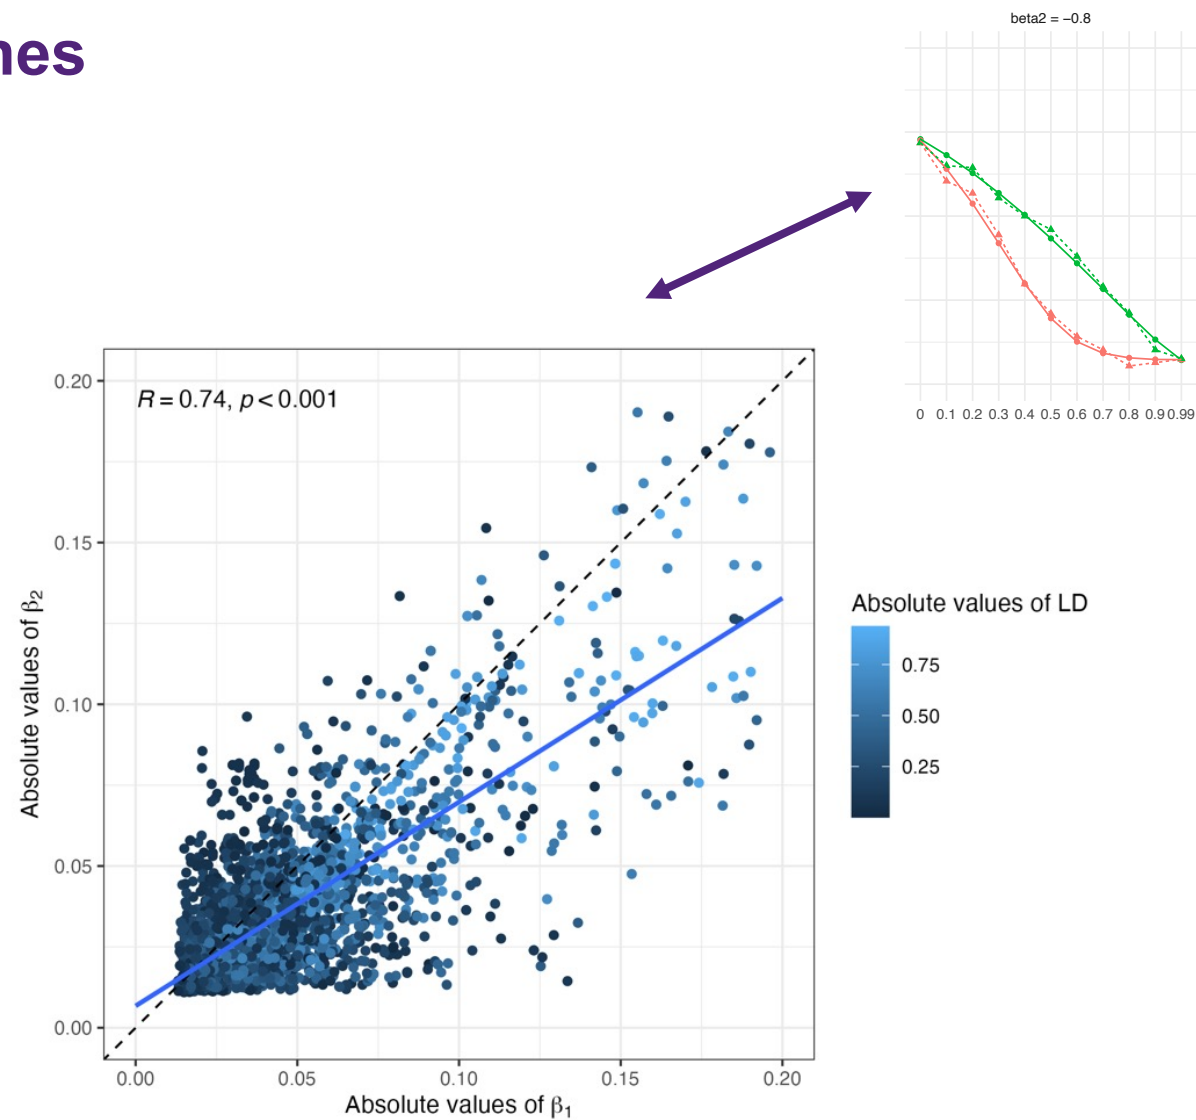 nes
beta2 = −0.8
0 0.1 0.2 0.3 0.4 0.5 0.6 0.7 0.8 0.9 0.99
R = 0.74, p < 0.001
Absolute values of β2
0.20
0.15
0.10
0.05
0.00
0.00 0.05 0.10 0.15 0.20
Absolute values of β1
Absolute values of LD
0.75
0.50
0.25